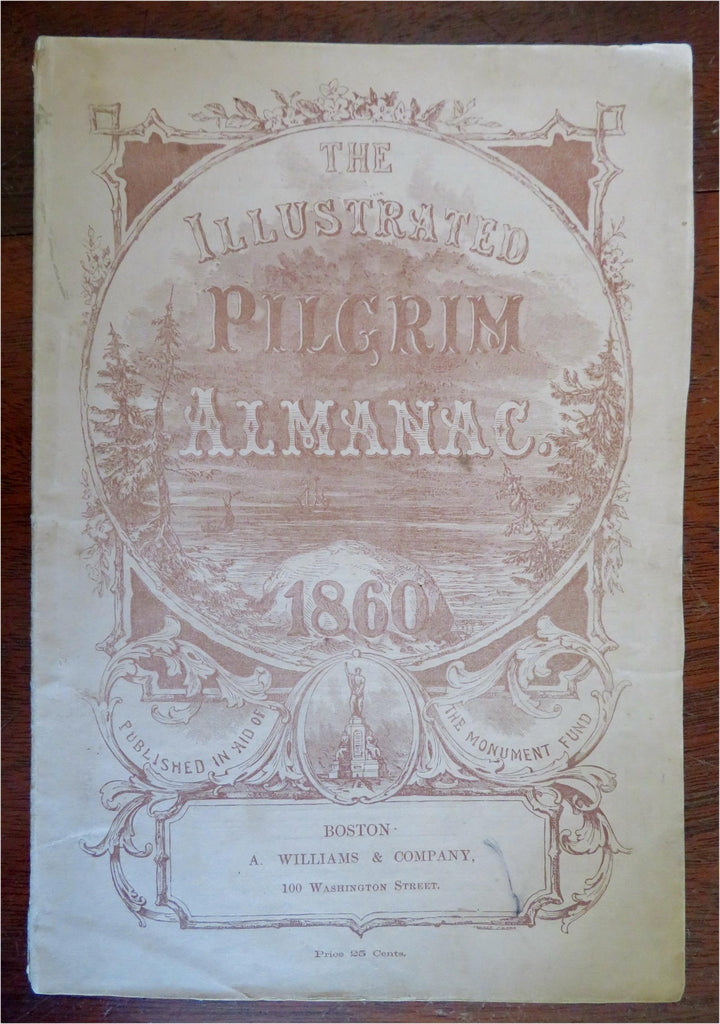 THE
ILLUSTRATED
PILGRIM
ALMANAC.
1860
PUBLISHED IN AID OF
THE MONUMENT FUND
BOSTON
A. WILLIAMS & COMPANY,
100 WASHINGTON STREET.
Price 25 Cents.